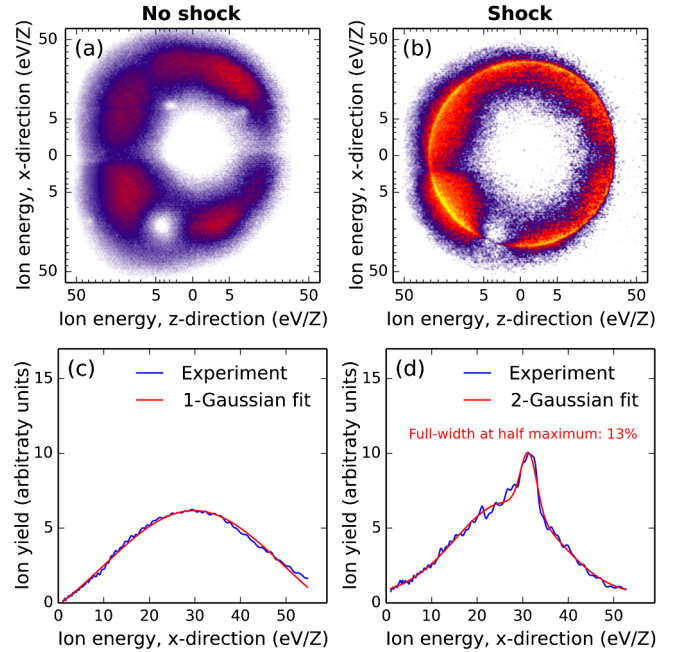 No shock
Shock
(a)
(b)
Ion energy, x-direction (eV/Z)
50
5
0
5
50
Ion energy, x-direction (eV/Z)
50
5
0
5
50
50
5
0
5
50
50
5
0
5
50
Ion energy, z-direction (eV/Z)
Ion energy, z-direction (eV/Z)
(c)
Experiment
1-Gaussian fit
(d)
Experiment
2-Gaussian fit
Full-width at half maximum: 13%
Ion yield (arbitraty units)
15
10
5
0
Ion yield (arbitraty units)
15
10
5
0
0 10 20 30 40 50
0 10 20 30 40 50
Ion energy, x-direction (eV/Z)
Ion energy, x-direction (eV/Z)